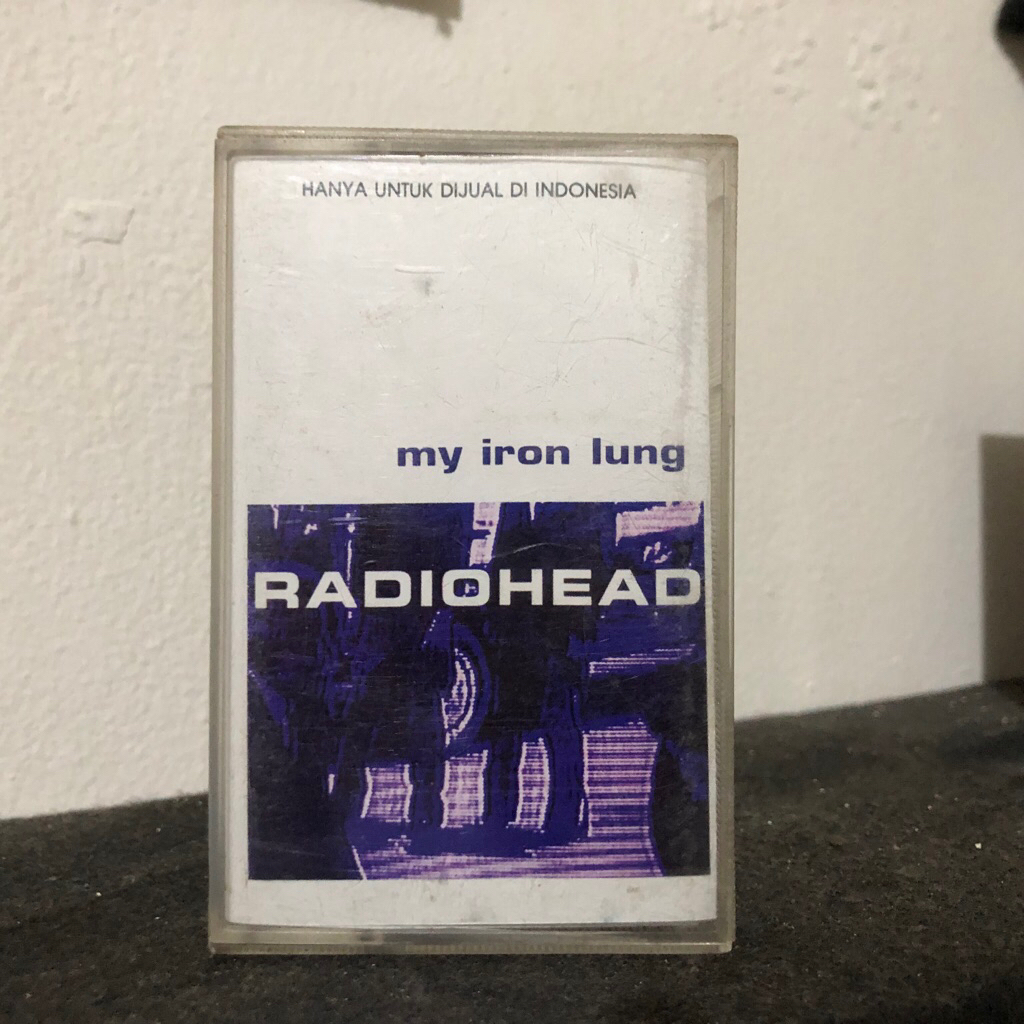 HANYA UNTUK DIJUAL DI INDONESIA
my iron lung
RADIOHEAD